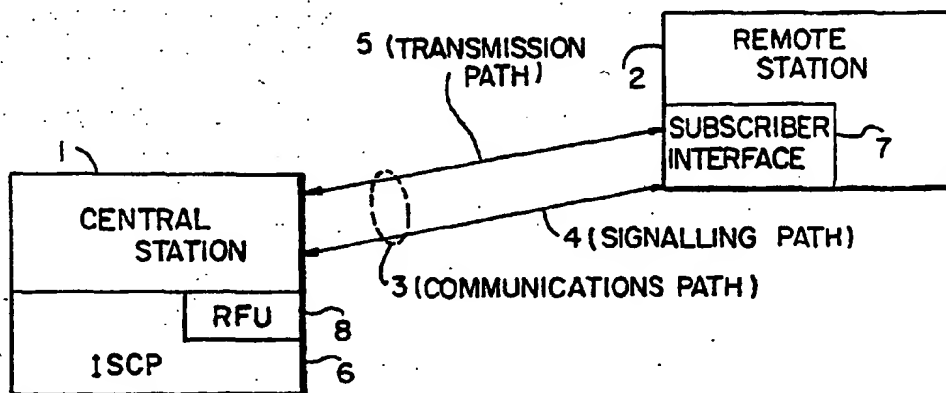 5 (TRANSMISSION
PATH)
2
REMOTE
STATION
SUBSCRIBER
INTERFACE
7
1
CENTRAL
STATION
4 (SIGNALLING PATH)
3 (COMMUNICATIONS PATH)
RFU
8
ISCP
6